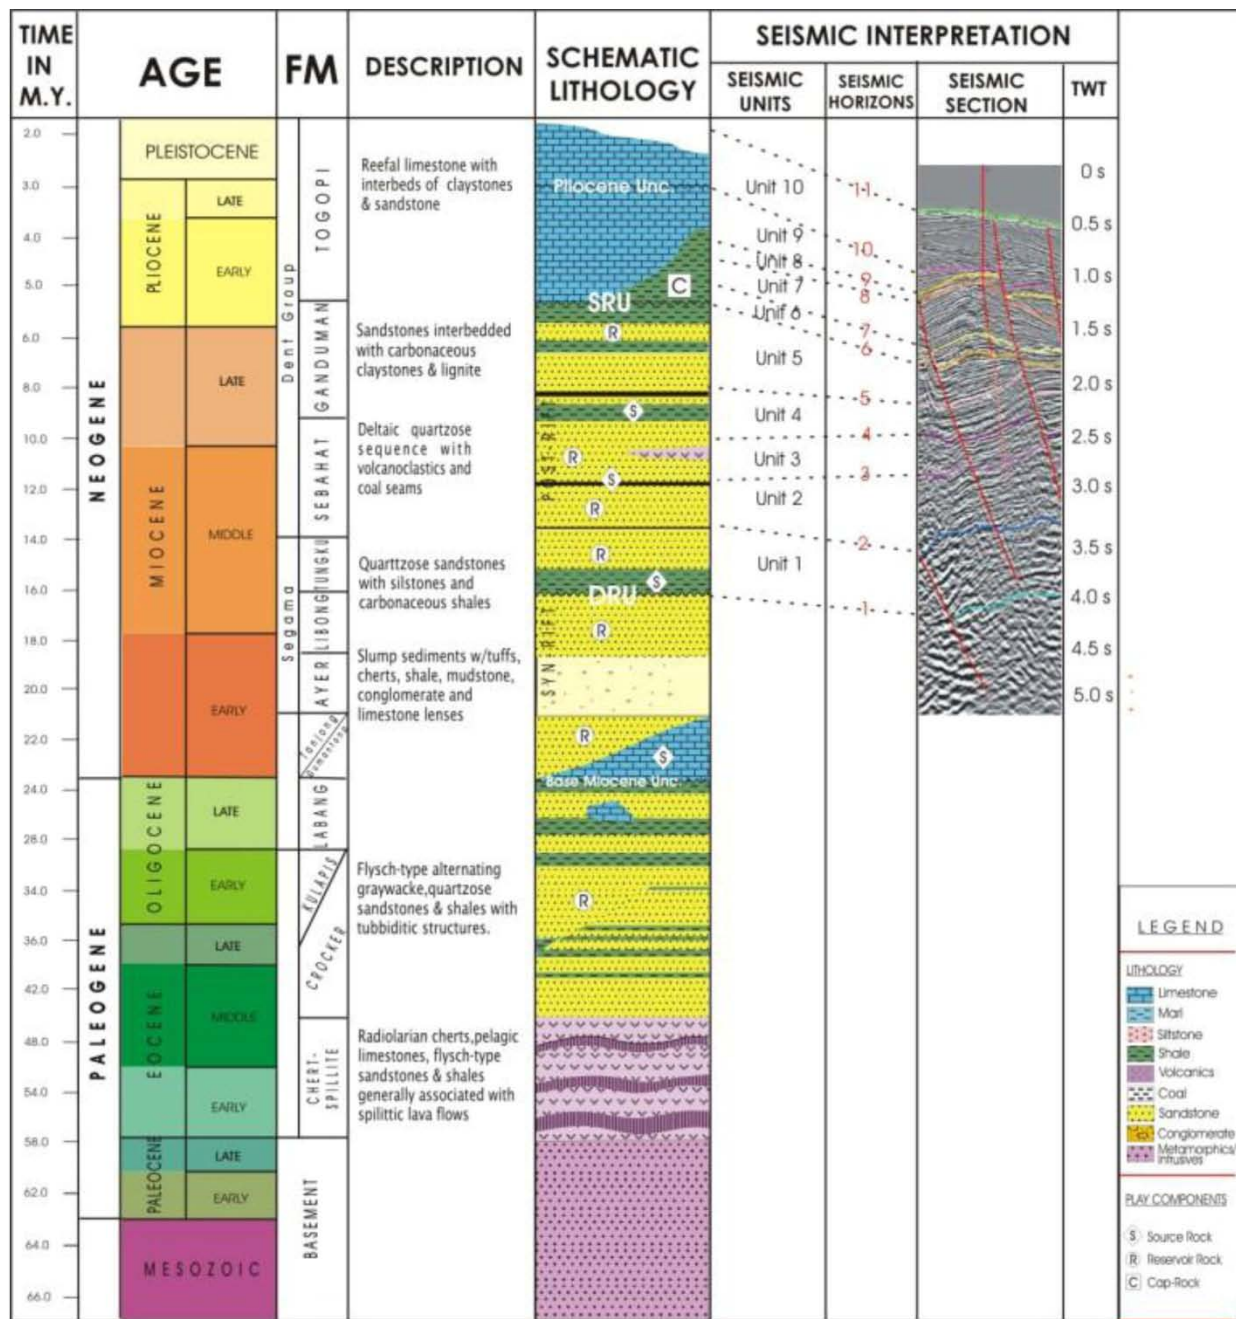 TIME
IN
M.Y.
AGE
FM
DESCRIPTION
SCHEMATIC
LITHOLOGY
SEISMIC INTERPRETATION
SEISMIC
UNITS
SEISMIC
HORIZONS
SEISMIC
SECTION
TWT
2.0
3.0
4.0
5.0
6.0
8.0
10.0
12.0
14.0
16.0
18.0
20.0
22.0
24.0
28.0
34.0
36.0
42.0
48.0
54.0
58.0
62.0
64.0
66.0
NEOGENE
PALEOGENE
PLEISTOCENE
PLIOCENE
LATE
EARLY
MIOCENE
LATE
MIDDLE
EARLY
OLIGOCENE
LATE
EARLY
EOCENE
LATE
MIDDLE
EARLY
PALEOCENE
LATE
EARLY
MESOZOIC
Dent Group
Segama
TOGOPI
GANDUMAN
SEBAHAT
TUNGKU
LIBONG
AYER
Tanjong
Gomantong
LABANG
KULAPIS
CROCKER
CHERT-
SPILLITE
BASEMENT
Reefal limestone with
interbeds of claystones
& sandstone
Sandstones interbedded
with carbonaceous
claystones & lignite
Deltaic quartzose
sequence with
volcanoclastics and
coal seams
Quarttzose sandstones
with silstones and
carbonaceous shales
Slump sediments w/tuffs,
cherts, shale, mudstone,
conglomerate and
limestone lenses
Flysch-type alternating
graywacke,quartzose
sandstones & shales with
tubbiditic structures.
Radiolarian cherts,pelagic
limestones, flysch-type
sandstones & shales
generally associated with
spilittic lava flows
Pliocene Unc.
C
SRU
R
S
POST-RIFT
R
S
R
R
S
DRU
R
SYN-RIFT
R
S
Base Miocene Unc.
R
Unit 10
Unit 9
Unit 8
Unit 7
Unit 6
Unit 5
Unit 4
Unit 3
Unit 2
Unit 1
11
10
9
8
7
6
5
4
3
2
1
0 s
0.5 s
1.0 s
1.5 s
2.0 s
2.5 s
3.0 s
3.5 s
4.0 s
4.5 s
5.0 s
LEGEND
LITHOLOGY
Limestone
Marl
Siltstone
Shale
Volcanics
Coal
Sandstone
Conglomerate
Metamorphics/
Intrusives
PLAY COMPONENTS
S Source Rock
R Reservoir Rock
C Cap-Rock